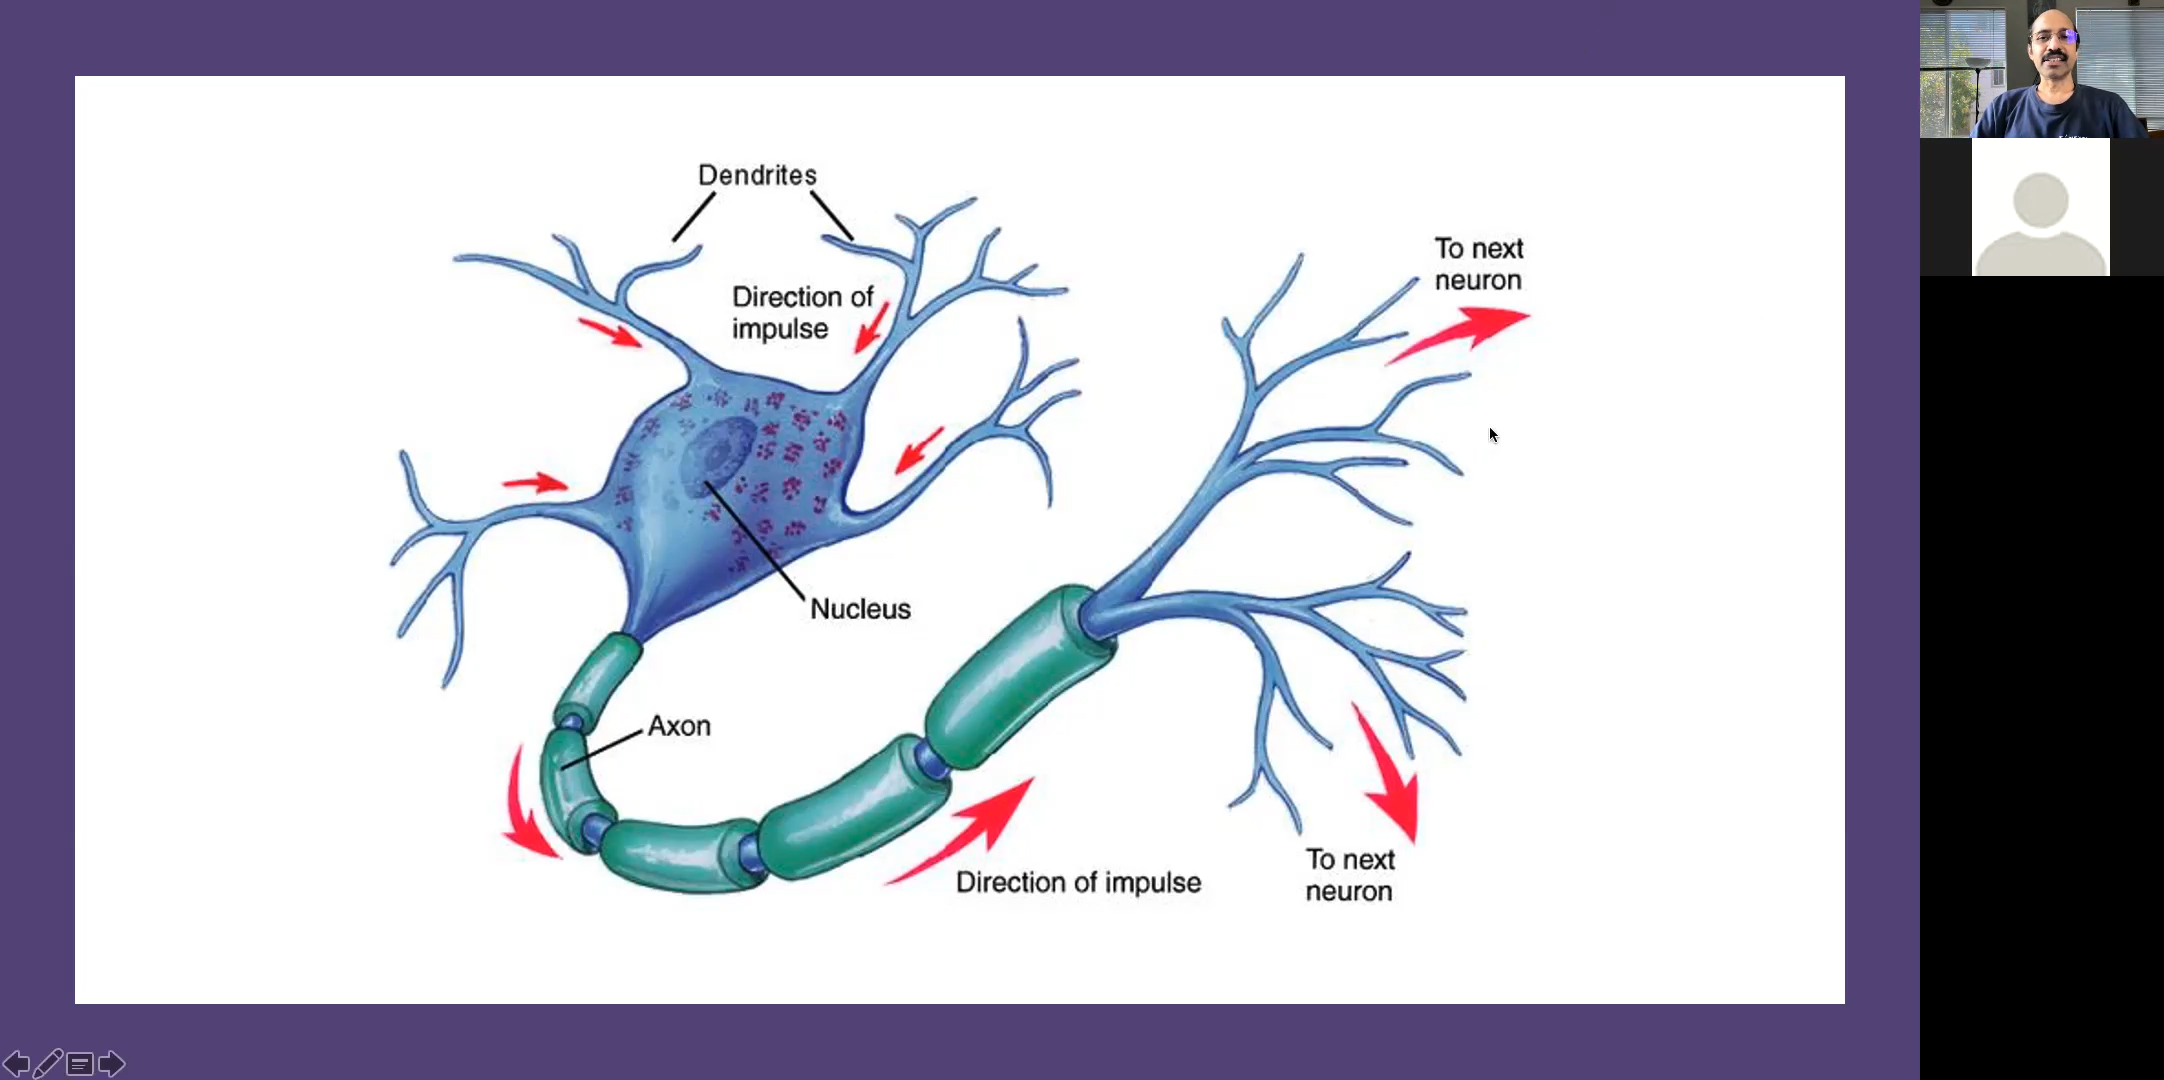 Dendrites
Direction of
impulse
To next
neuron
Nucleus
Axon
Direction of impulse
To next
neuron